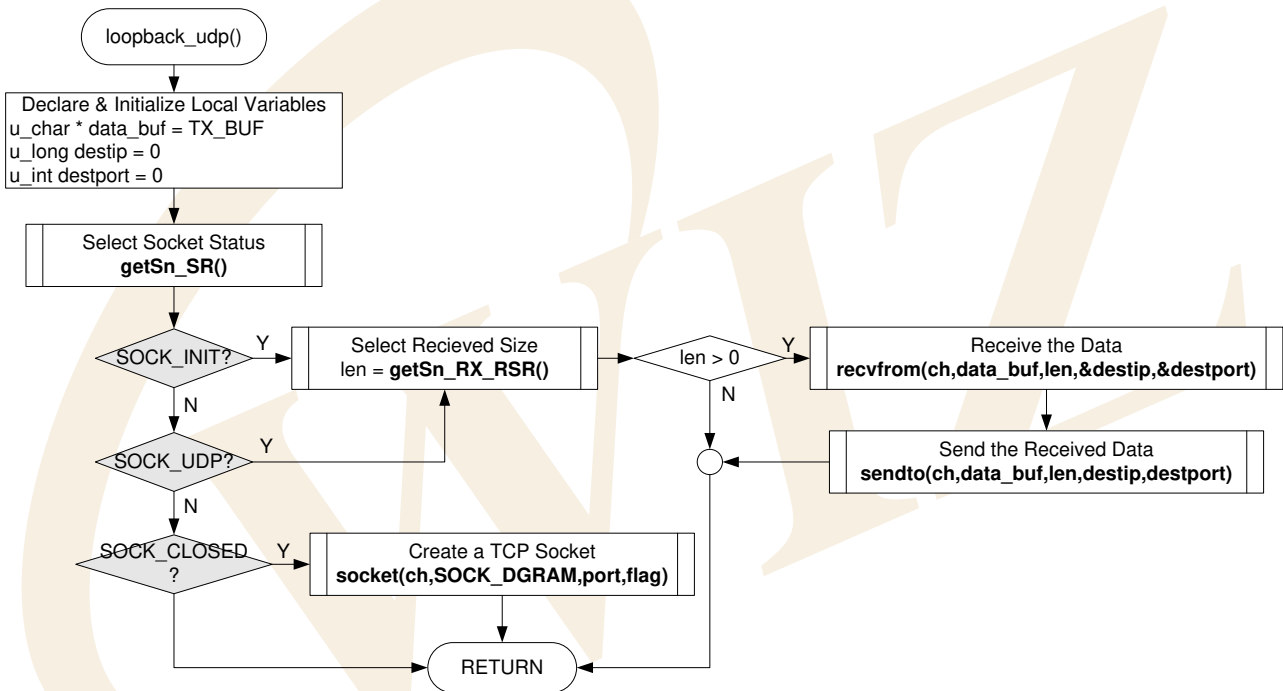 loopback_udp()
Declare & Initialize Local Variables
u_char * data_buf = TX_BUF
u_long destip = 0
u_int destport = 0
Select Socket Status
getSn_SR()
SOCK_INIT?
Y
N
Select Recieved Size
len = getSn_RX_RSR()
len > 0
Y
N
Receive the Data
recvfrom(ch,data_buf,len,&destip,&destport)
Send the Received Data
sendto(ch,data_buf,len,destip,destport)
SOCK_UDP?
Y
N
SOCK_CLOSED
?
Y
Create a TCP Socket
socket(ch,SOCK_DGRAM,port,flag)
RETURN
WIZ